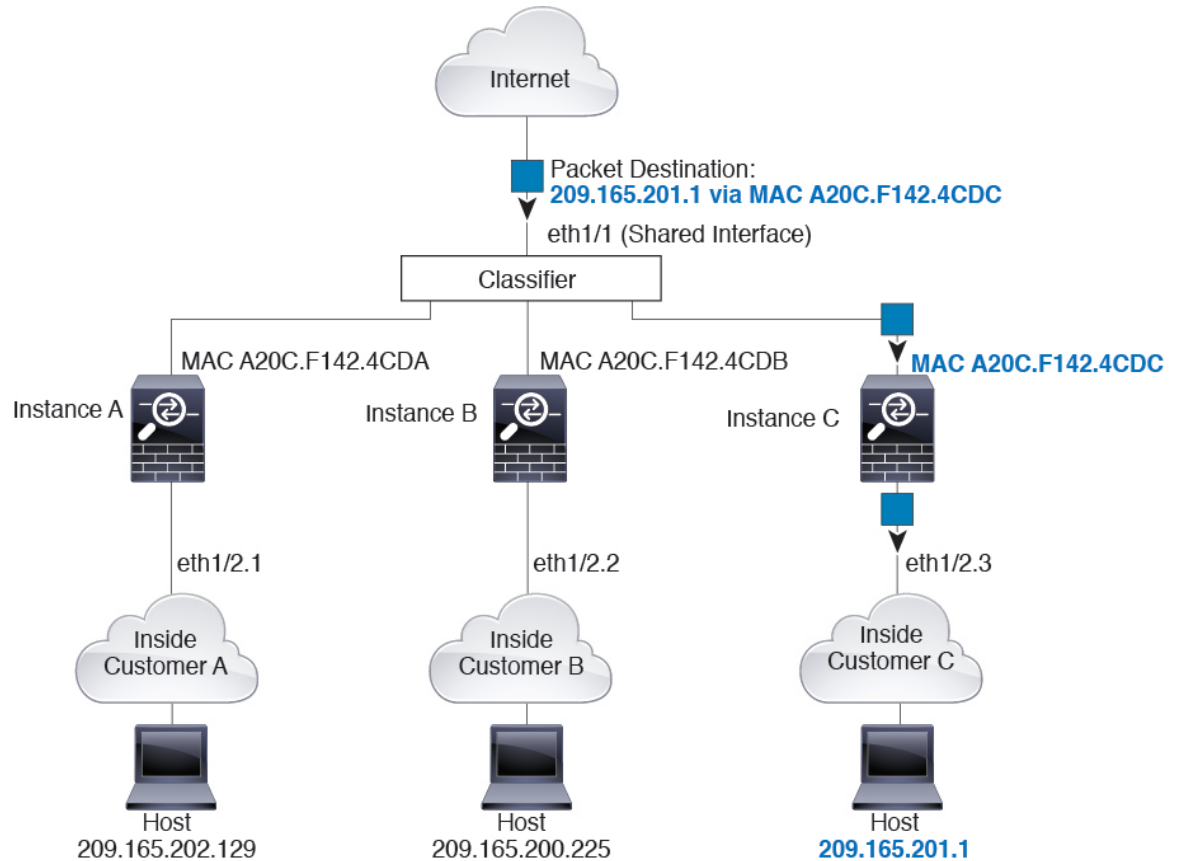 Internet
Packet Destination:
209.165.201.1 via MAC A20C.F142.4CDC
eth1/1 (Shared Interface)
Classifier
MAC A20C.F142.4CDA
MAC A20C.F142.4CDB
MAC A20C.F142.4CDC
Instance A
Instance B
Instance C
eth1/2.1
eth1/2.2
eth1/2.3
Inside
Customer A
Inside
Customer B
Inside
Customer C
Host
209.165.202.129
Host
209.165.200.225
Host
209.165.201.1